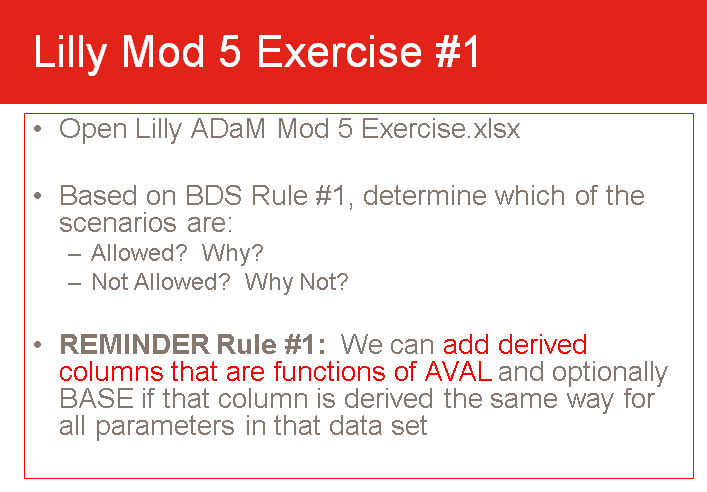 Lilly Mod 5 Exercise #1
• Open Lilly ADaM Mod 5 Exercise.xlsx
• Based on BDS Rule #1, determine which of the
scenarios are:
– Allowed?  Why?
– Not Allowed?  Why Not?
• REMINDER Rule #1:  We can add derived
columns that are functions of AVAL and optionally
BASE if that column is derived the same way for
all parameters in that data set